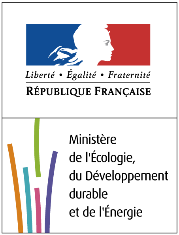 Liberté • Égalité • Fraternité
RÉPUBLIQUE FRANÇAISE
Ministère
de l'Écologie,
du Développement
durable
et de l'Énergie